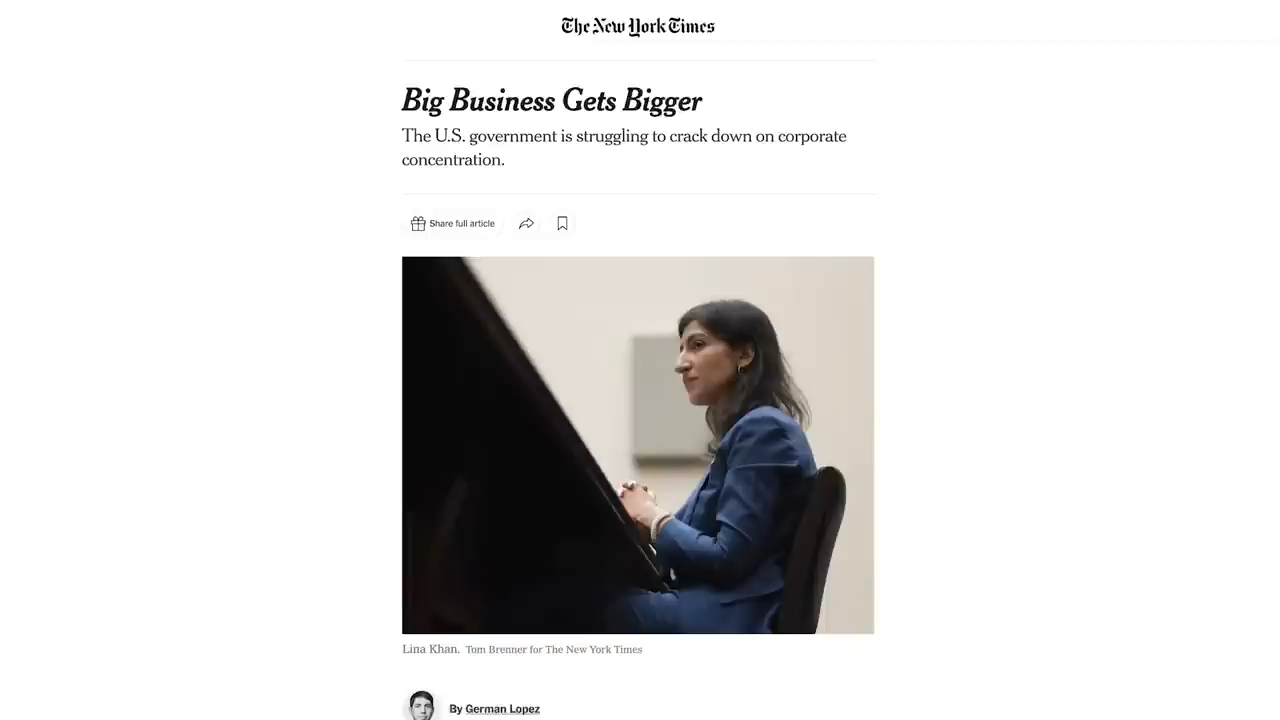 The New York Times
Big Business Gets Bigger
The U.S. government is struggling to crack down on corporate
concentration.
Share full article
Lina Khan. Tom Brenner for The New York Times
By German Lopez